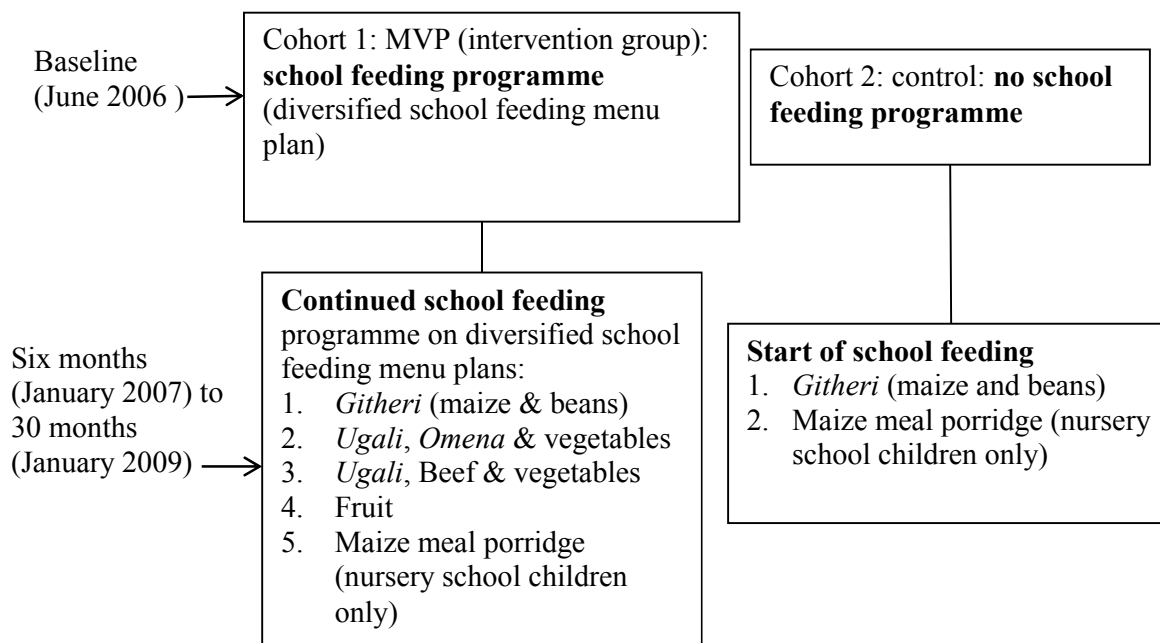 Baseline
(June 2006 )
Cohort 1: MVP (intervention group):
school feeding programme
(diversified school feeding menu
plan)
Cohort 2: control: no school
feeding programme
Six months
(January 2007) to
30 months
(January 2009)
Continued school feeding
programme on diversified school
feeding menu plans:
1. Githeri (maize & beans)
2. Ugali, Omena & vegetables
3. Ugali, Beef & vegetables
4. Fruit
5. Maize meal porridge
(nursery school children
only)
Start of school feeding
1. Githeri (maize and beans)
2. Maize meal porridge (nursery
school children only)